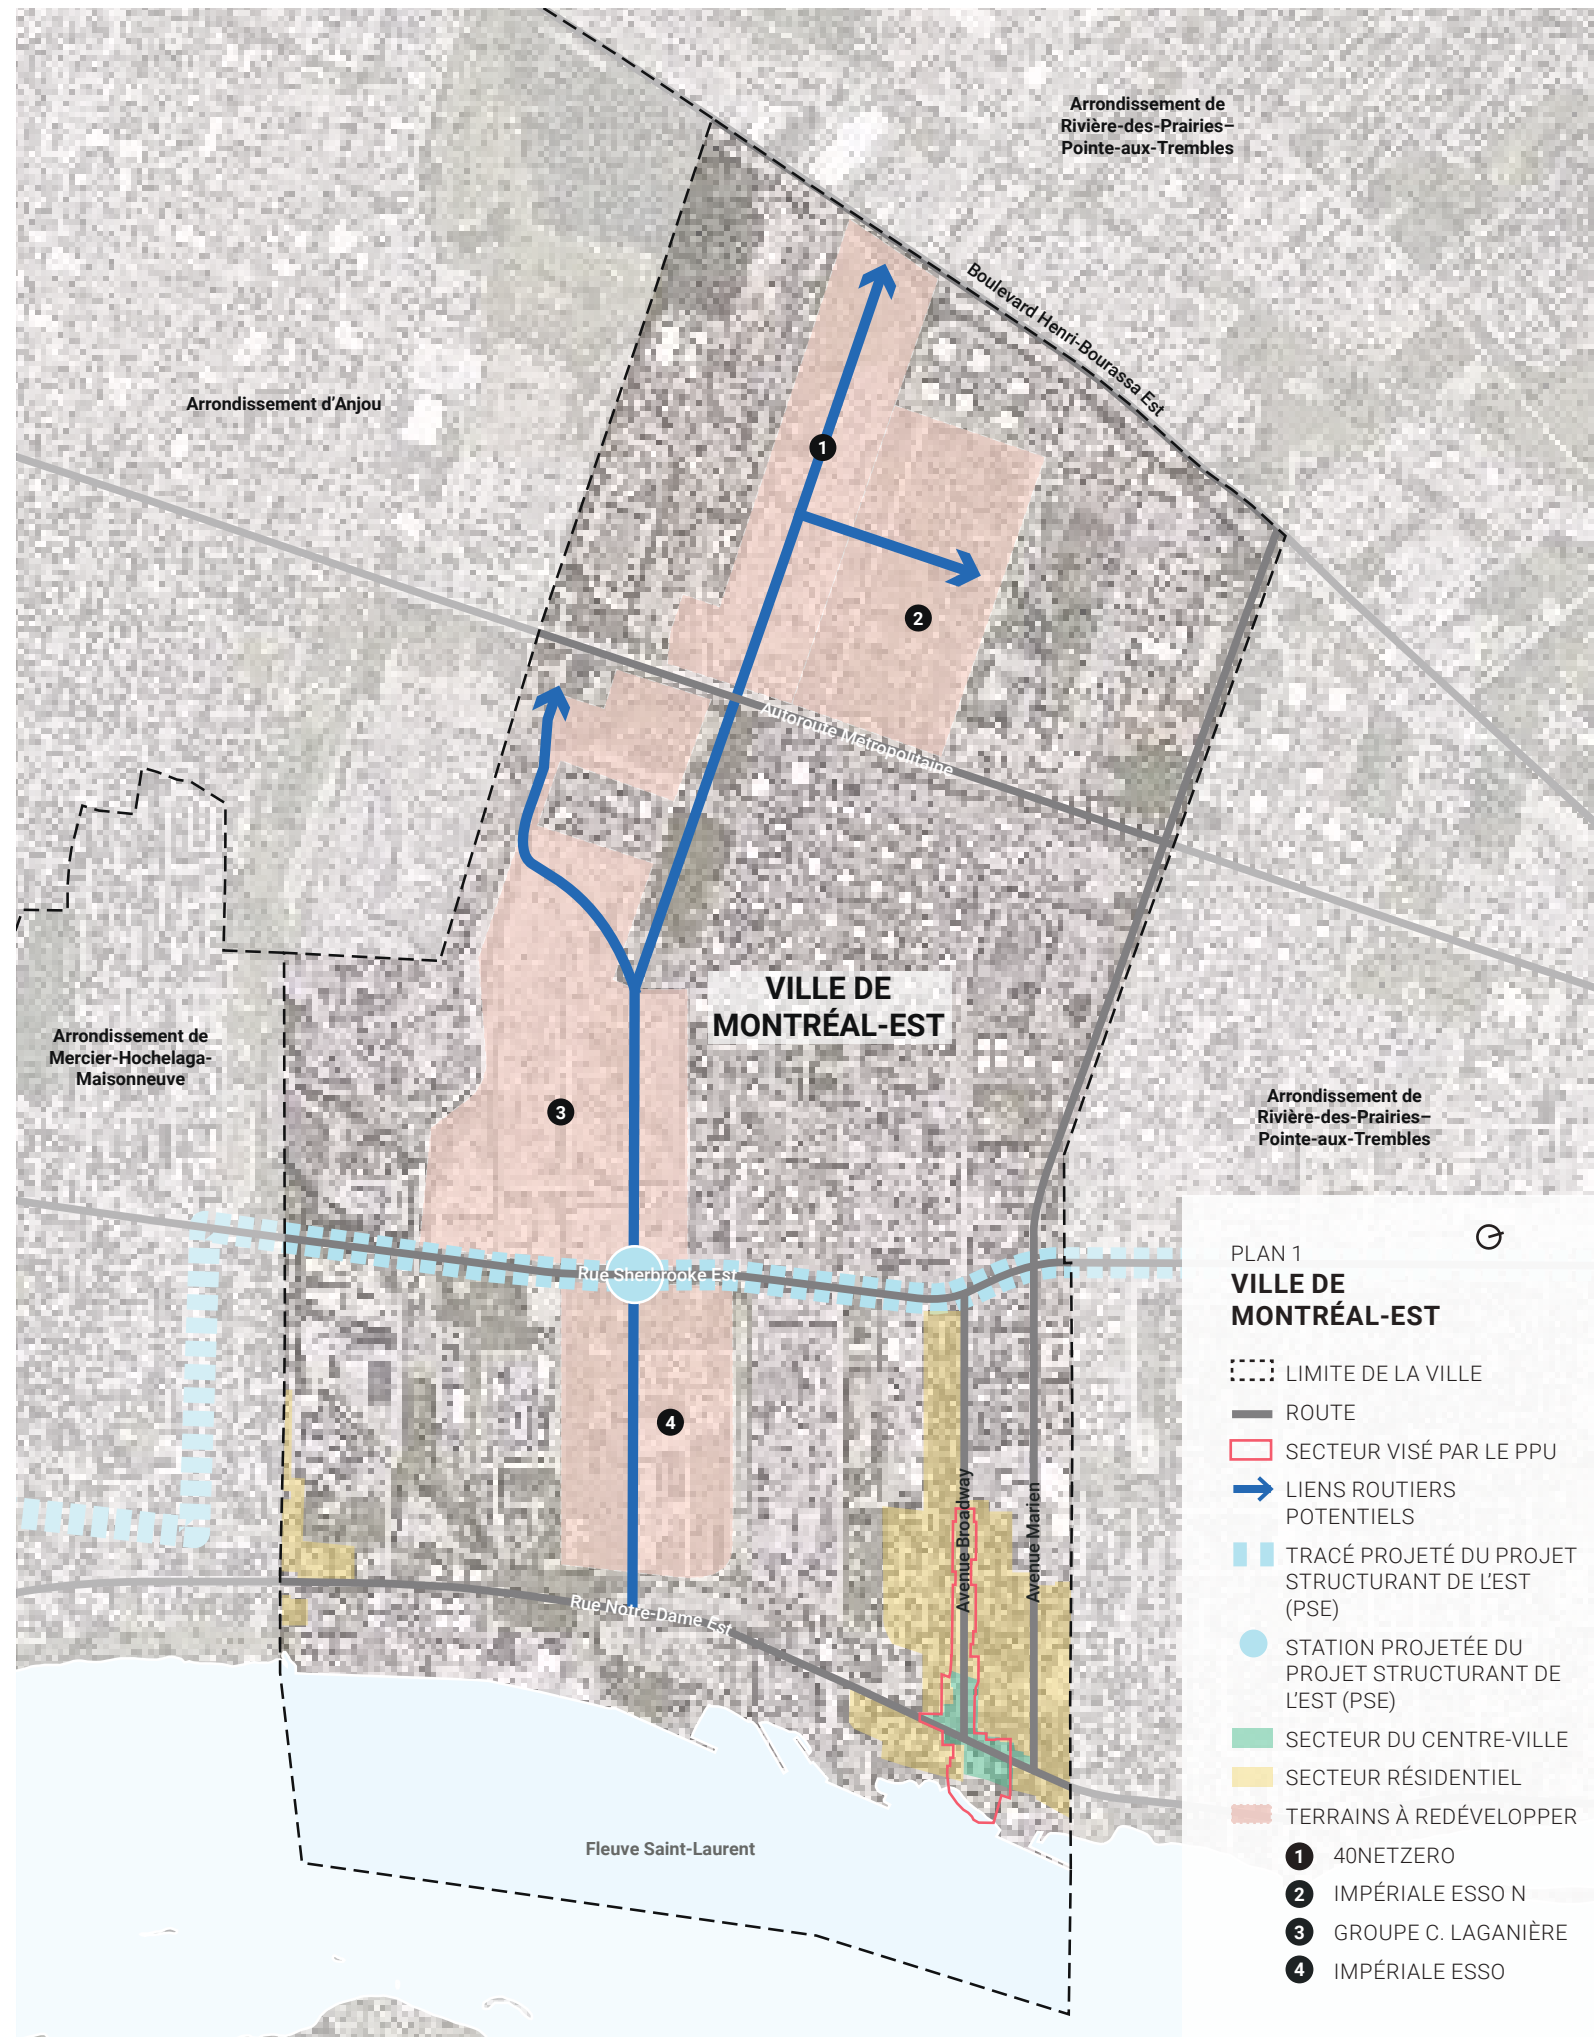 Arrondissement de
Rivière-des-Prairies–
Pointe-aux-Trembles
Boulevard Henri-Bourassa Est
Arrondissement d'Anjou
1
2
Autoroute Métropolitaine
VILLE DE
MONTRÉAL-EST
Arrondissement de
Mercier-Hochelaga-
Maisonneuve
3
Arrondissement de
Rivière-des-Prairies–
Pointe-aux-Trembles
Rue Sherbrooke Est
4
Avenue Broadway
Avenue Marien
Rue Notre-Dame Est
Fleuve Saint-Laurent
PLAN 1
VILLE DE
MONTRÉAL-EST
LIMITE DE LA VILLE
ROUTE
SECTEUR VISÉ PAR LE PPU
LIENS ROUTIERS
POTENTIELS
TRACÉ PROJETÉ DU PROJET
STRUCTURANT DE L'EST
(PSE)
STATION PROJETÉE DU
PROJET STRUCTURANT DE
L'EST (PSE)
SECTEUR DU CENTRE-VILLE
SECTEUR RÉSIDENTIEL
TERRAINS À REDÉVELOPPER
1 40NETZERO
2 IMPÉRIALE ESSO N
3 GROUPE C. LAGANIÈRE
4 IMPÉRIALE ESSO